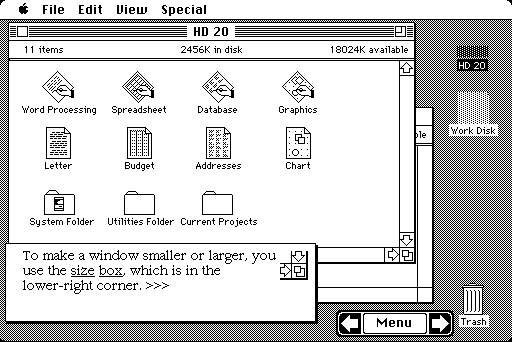 File Edit View Special
HD 20
11 items 2456K in disk 18024K available
HD 20
Word Processing Spreadsheet Database Graphics
Work Disk
Letter Budget Addresses Chart
System Folder Utilities Folder Current Projects
To make a window smaller or larger, you
use the size box, which is in the
lower-right corner. >>>
Menu
Trash